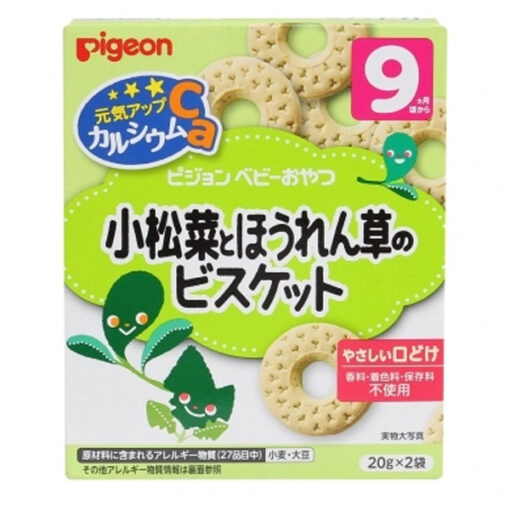 Pigeon
元気アップ
カルシウム
Ca
9
ヵ月
頃から
ピジョン ベビーおやつ
小松菜とほうれん草の
ビスケット
やさしい口どけ
香料・着色料・保存料
不使用
実物大写真
原材料に含まれるアレルギー物質(27品目中) 小麦・大豆
その他アレルギー物質情報は裏面参照
20g×2袋